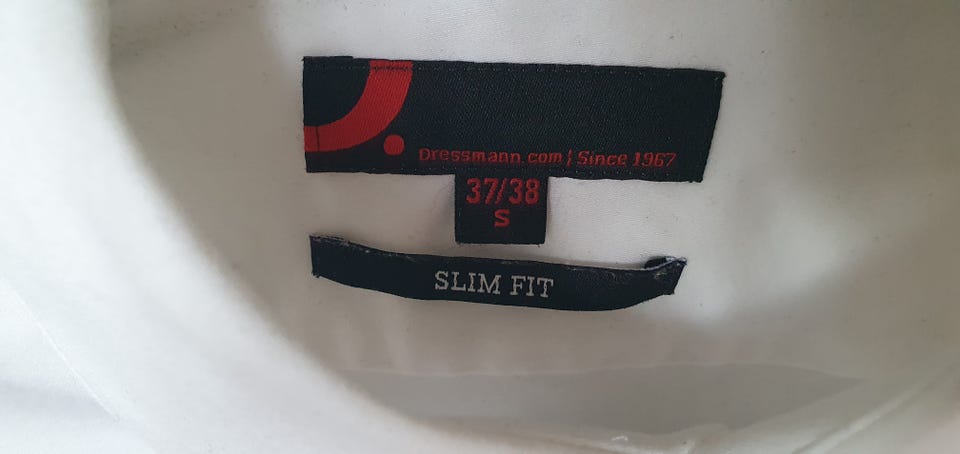 Dressmann.com | Since 1967
37/38
S
SLIM FIT